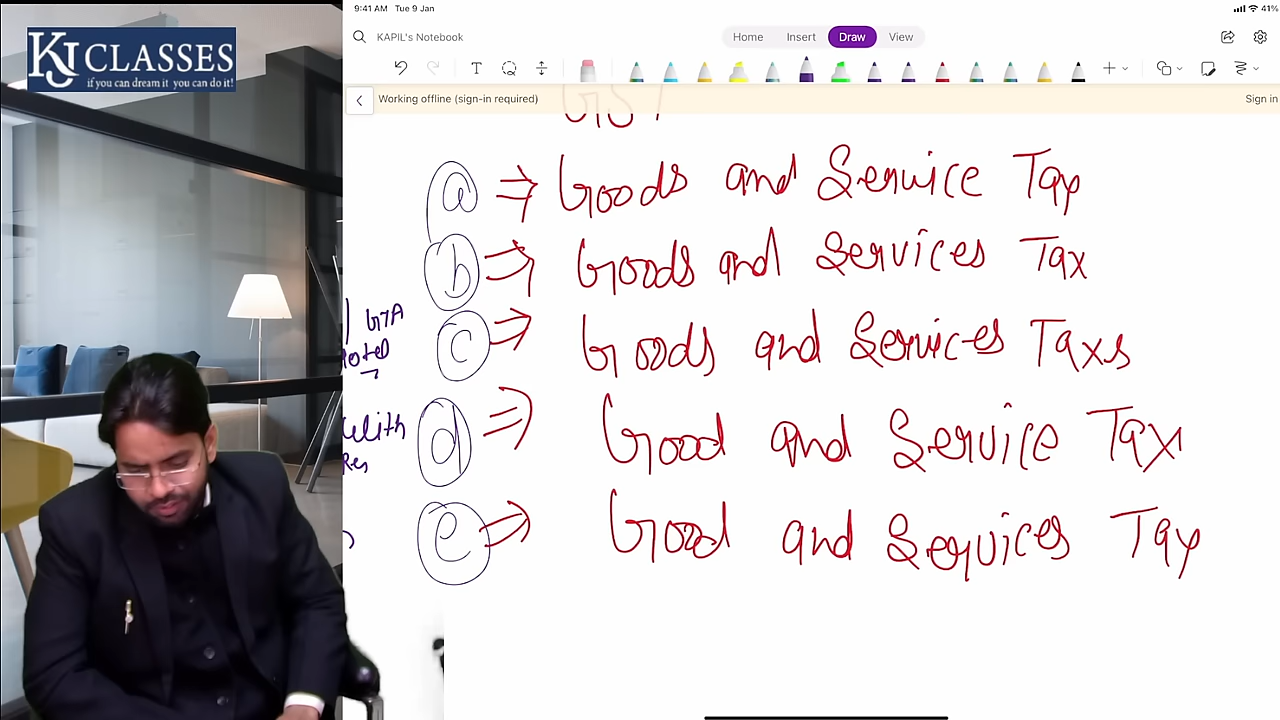 9:41 AM Tue 9 Jan
41%
KJ CLASSES
if you can dream it you can do it!
KAPIL's Notebook
Home Insert Draw View
Working offline (sign-in required)
Sign in
GST
a ⇒ Goods and Service Tax
b ⇒ Goods and Services Tax
c ⇒ Goods and Services Taxs
d ⇒ Good and Service Tax
e ⇒ Good and Services Tax
GTA